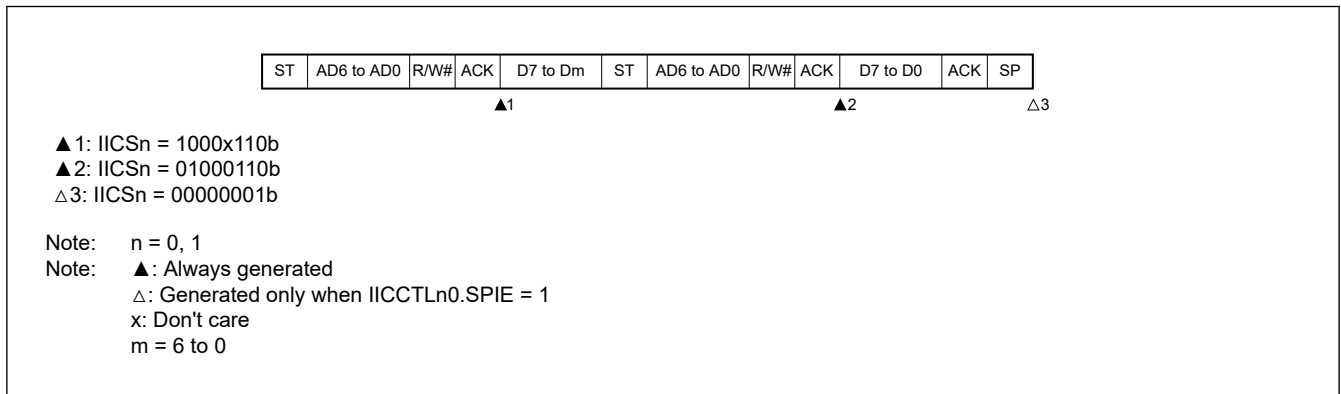 ST AD6 to AD0 R/W# ACK D7 to Dm ST AD6 to AD0 R/W# ACK D7 to D0 ACK SP
▲1 ▲2 △3
▲1: IICSn = 1000x110b
▲2: IICSn = 01000110b
△3: IICSn = 00000001b
Note: n = 0, 1
Note: ▲: Always generated
△: Generated only when IICCTLn0.SPIE = 1
x: Don't care
m = 6 to 0